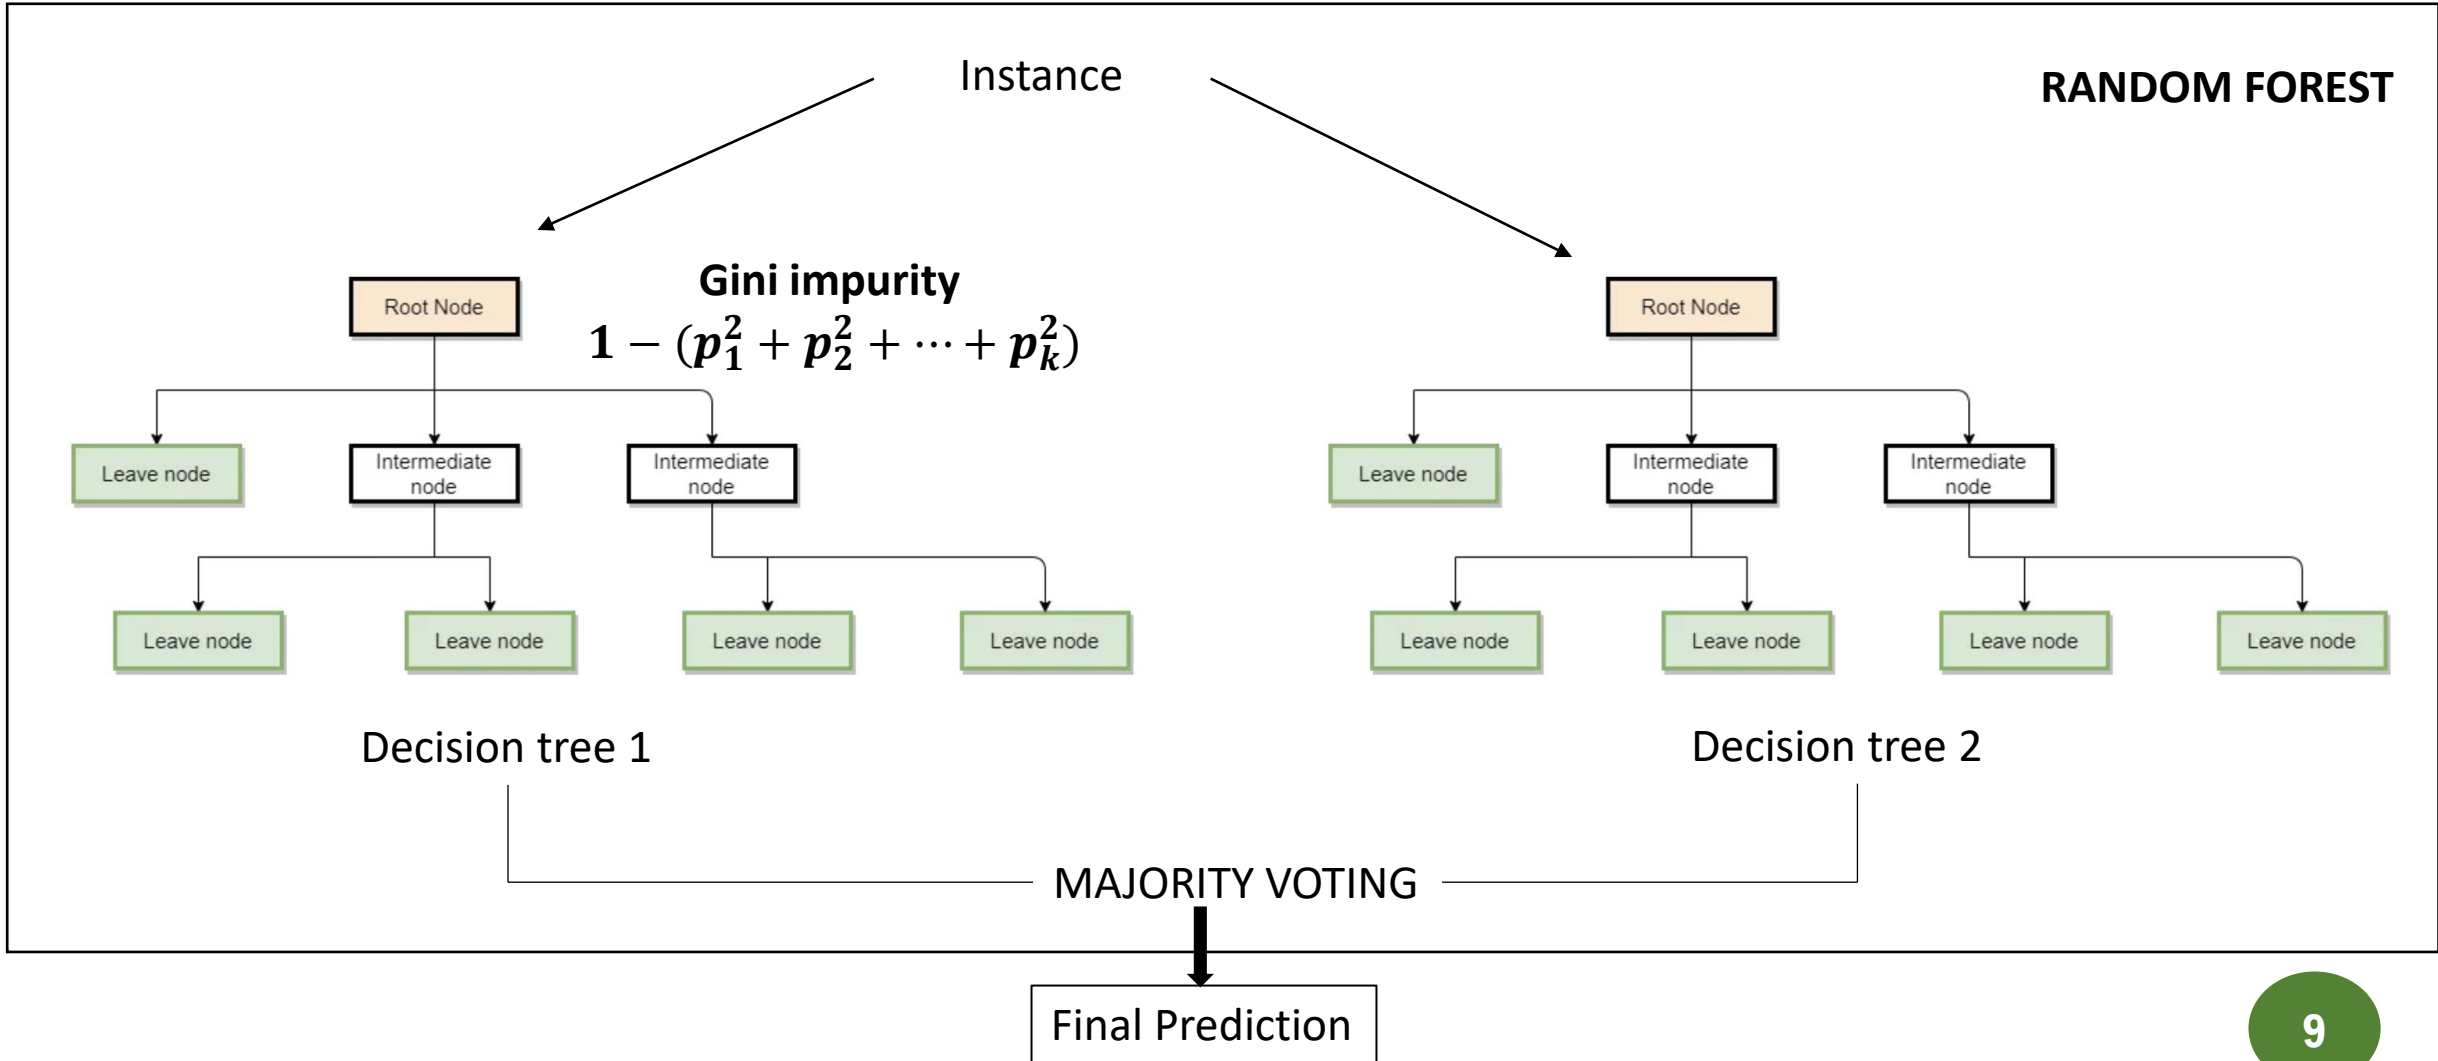 Instance
RANDOM FOREST
Gini impurity
1 − (p₁² + p₂² + ⋯ + pₖ²)
Root Node
Leave node
Intermediate
node
Intermediate
node
Leave node
Leave node
Leave node
Leave node
Decision tree 1
Root Node
Leave node
Intermediate
node
Intermediate
node
Leave node
Leave node
Leave node
Leave node
Decision tree 2
MAJORITY VOTING
Final Prediction
9